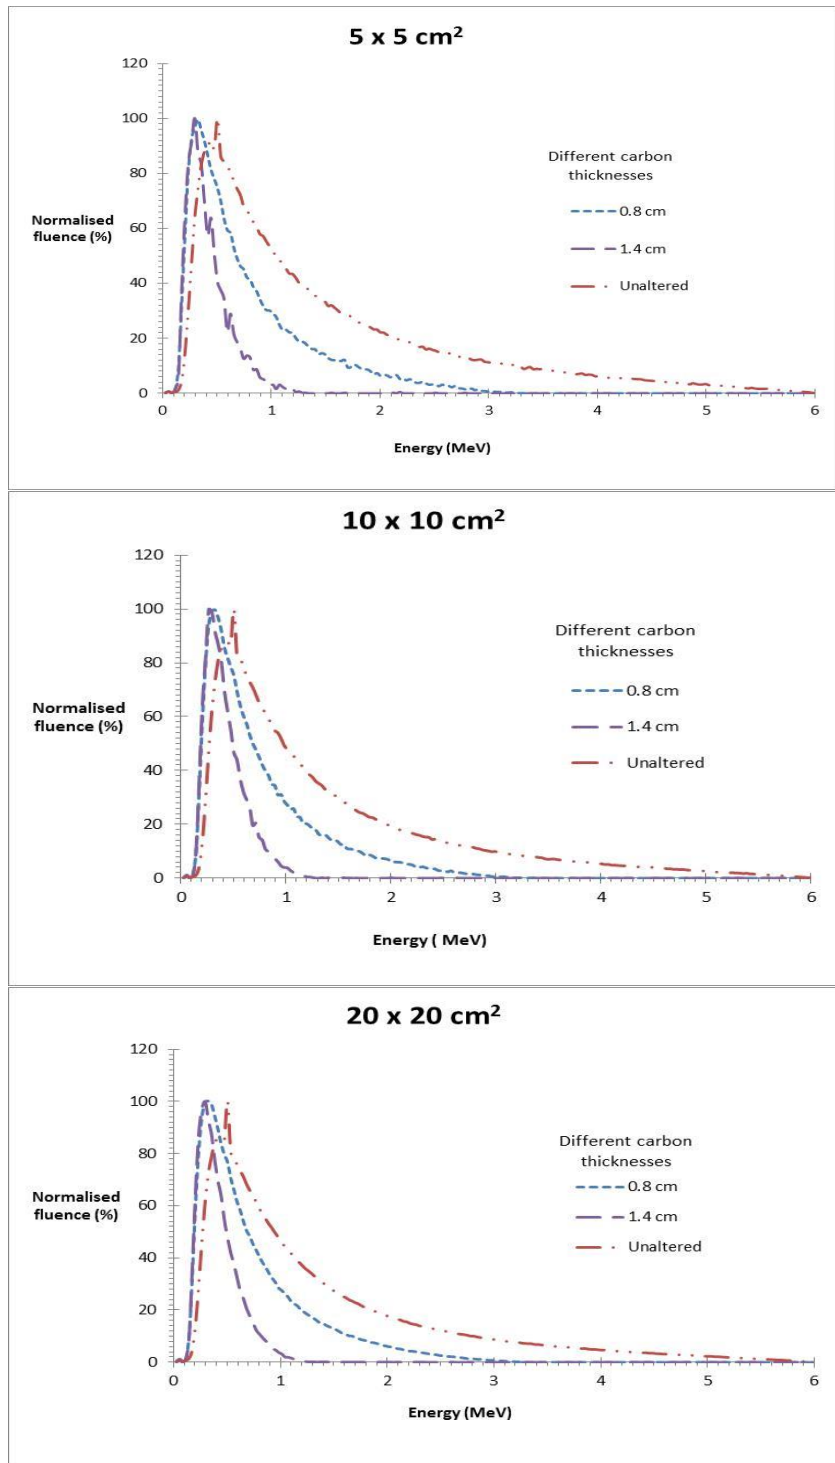 5 x 5 cm²
120
100
80
60
40
20
0
Normalised
fluence (%)
Different carbon
thicknesses
0.8 cm
1.4 cm
Unaltered
0 1 2 3 4 5 6
Energy (MeV)
10 x 10 cm²
120
100
80
60
40
20
0
Normalised
fluence (%)
Different carbon
thicknesses
0.8 cm
1.4 cm
Unaltered
0 1 2 3 4 5 6
Energy ( MeV)
20 x 20 cm²
120
100
80
60
40
20
0
Normalised
fluence (%)
Different carbon
thicknesses
0.8 cm
1.4 cm
Unaltered
0 1 2 3 4 5 6
Energy (MeV)